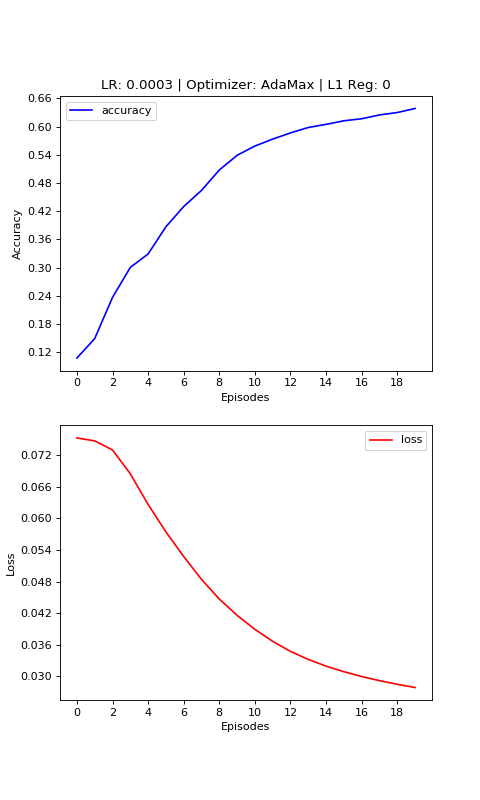 LR: 0.0003 | Optimizer: AdaMax | L1 Reg: 0
accuracy
0.66
0.60
0.54
0.48
0.42
0.36
0.30
0.24
0.18
0.12
Accuracy
0 2 4 6 8 10 12 14 16 18
Episodes
loss
0.072
0.066
0.060
0.054
0.048
0.042
0.036
0.030
Loss
0 2 4 6 8 10 12 14 16 18
Episodes